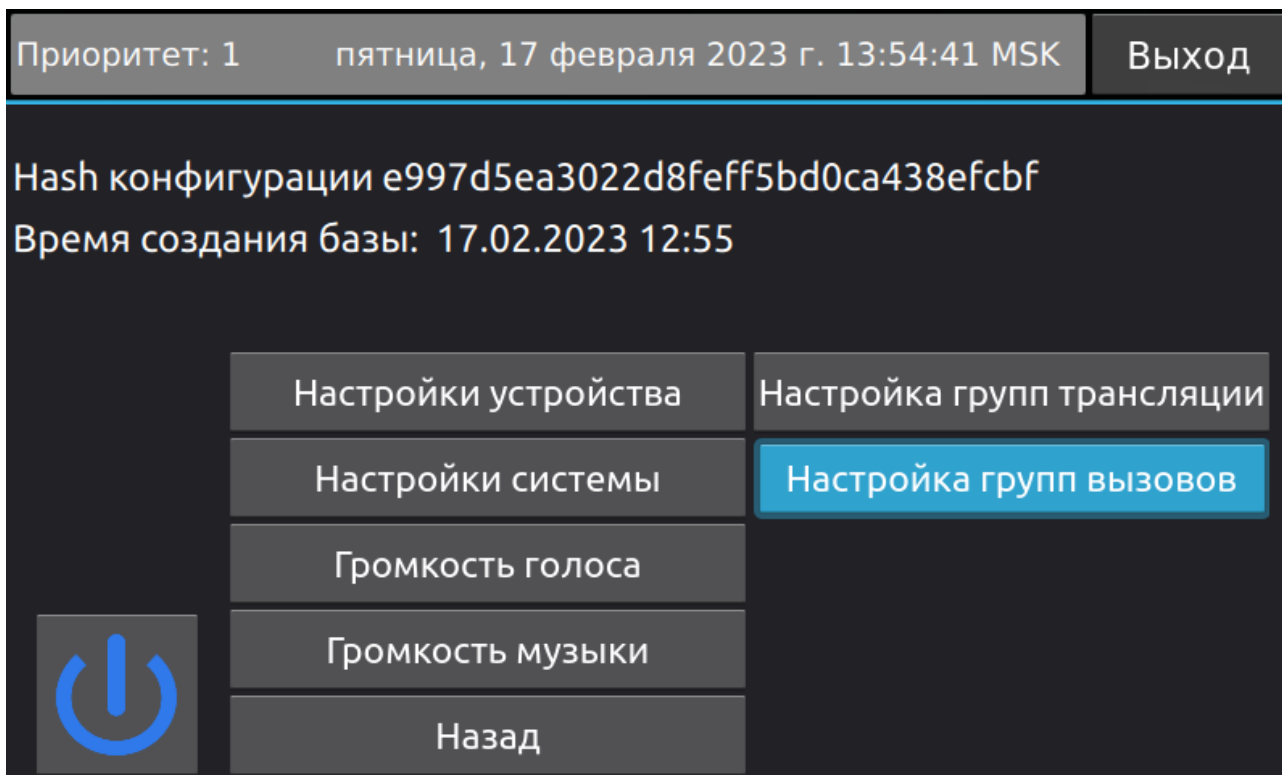 Приоритет: 1 пятница, 17 февраля 2023 г. 13:54:41 MSK Выход
Hash конфигурации e997d5ea3022d8feff5bd0ca438efcbf
Время создания базы: 17.02.2023 12:55
Настройки устройства Настройка групп трансляции
Настройки системы Настройка групп вызовов
Громкость голоса
Громкость музыки
Назад